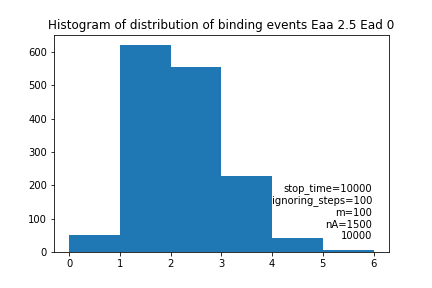 Histogram of distribution of binding events Eaa 2.5 Ead 0
600
500
400
300
200
100
0
stop_time=10000
ignoring_steps=100
m=100
nA=1500
10000
0 1 2 3 4 5 6